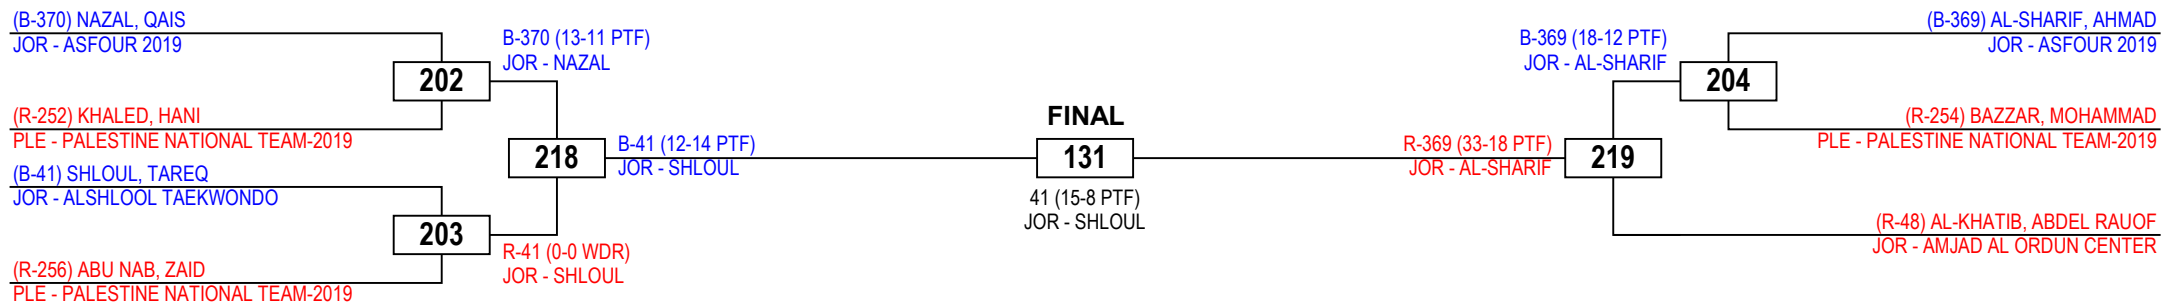 (B-370) NAZAL, QAIS
JOR - ASFOUR 2019
B-370 (13-11 PTF)
JOR - NAZAL
202
(R-252) KHALED, HANI
PLE - PALESTINE NATIONAL TEAM-2019
218
B-41 (12-14 PTF)
JOR - SHLOUL
(B-41) SHLOUL, TAREQ
JOR - ALSHLOOL TAEKWONDO
203
R-41 (0-0 WDR)
JOR - SHLOUL
(R-256) ABU NAB, ZAID
PLE - PALESTINE NATIONAL TEAM-2019
FINAL
131
41 (15-8 PTF)
JOR - SHLOUL
(B-369) AL-SHARIF, AHMAD
JOR - ASFOUR 2019
B-369 (18-12 PTF)
JOR - AL-SHARIF
204
(R-254) BAZZAR, MOHAMMAD
PLE - PALESTINE NATIONAL TEAM-2019
R-369 (33-18 PTF)
JOR - AL-SHARIF
219
(R-48) AL-KHATIB, ABDEL RAUOF
JOR - AMJAD AL ORDUN CENTER